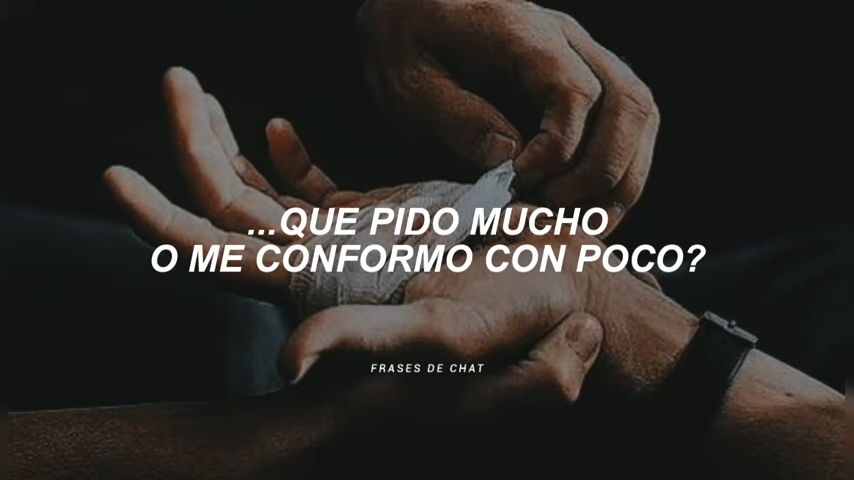 ...QUE PIDO MUCHO
O ME CONFORMO CON POCO?
FRASES DE CHAT